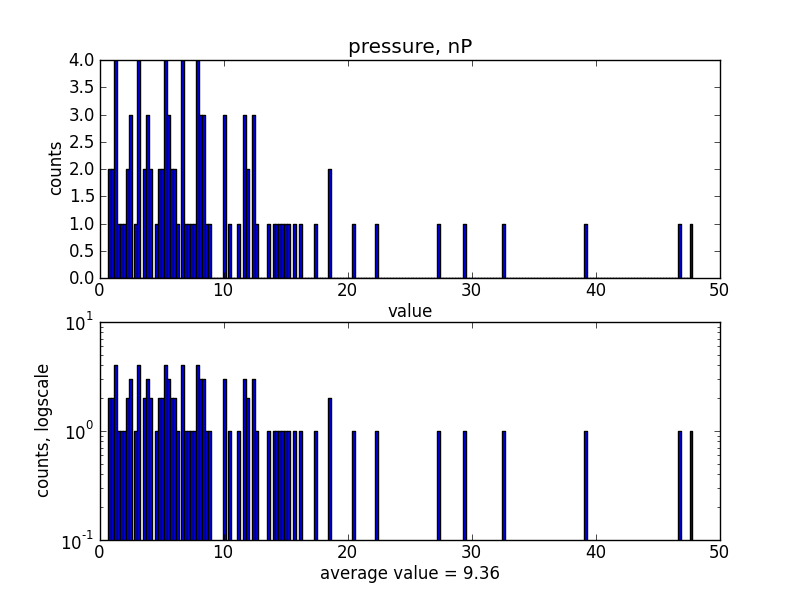 pressure, nP
4.0
3.5
3.0
2.5
2.0
1.5
1.0
0.5
0.0
counts
0 10 20 30 40 50
value
10^1
10^0
10^-1
counts, logscale
0 10 20 30 40 50
average value = 9.36